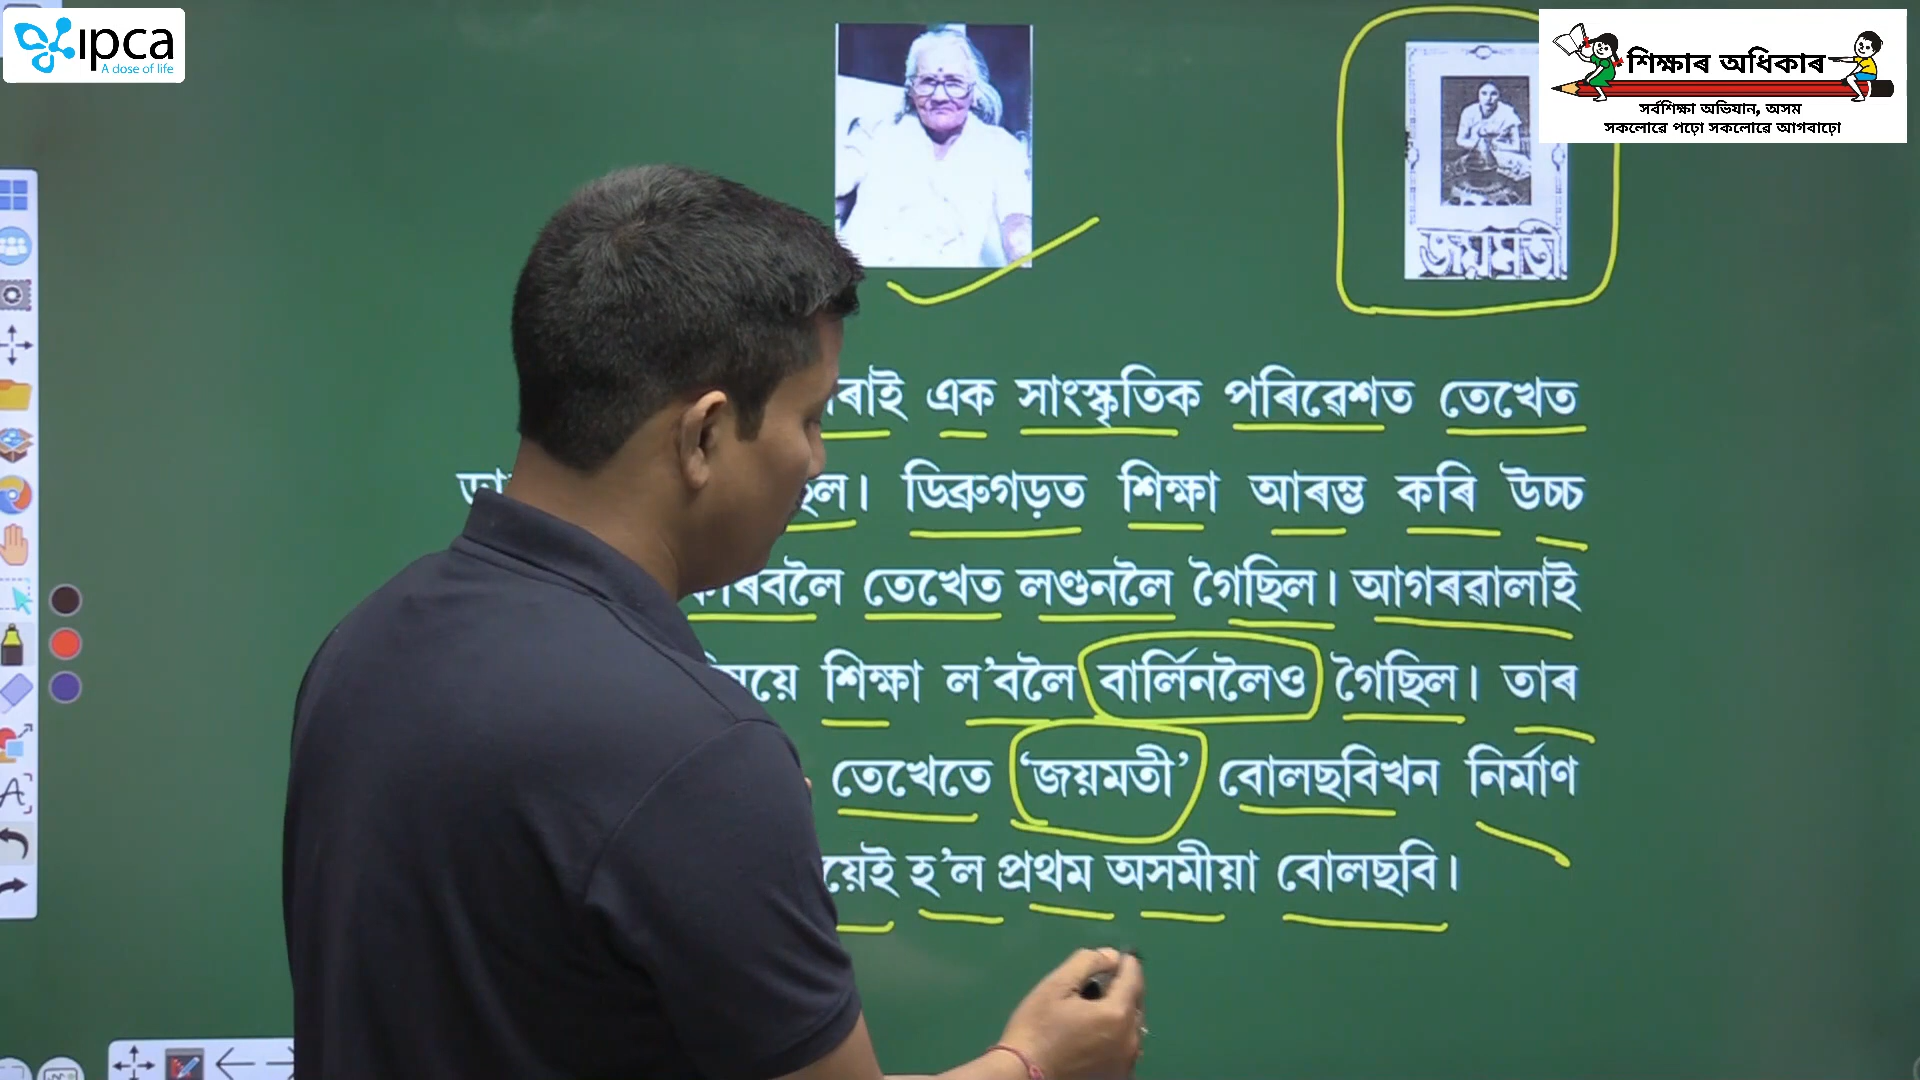 ıpca
A dose of life
শিক্ষাৰ অধিকাৰ
সৰ্বশিক্ষা অভিযান, অসম
সকলোৱে পঢ়ো সকলোৱে আগবাঢ়ো
জয়মতী
এক সাংস্কৃতিক পৰিৱেশত তেখেত
ডিব্ৰুগড়ত শিক্ষা আৰম্ভ কৰি উচ্চ
তেখেত লণ্ডনলৈ গৈছিল। আগৰৱালাই
শিক্ষা ল'বলৈ বাৰ্লিনলৈও গৈছিল। তাৰ
তেখেতে 'জয়মতী' বোলছবিখন নিৰ্মাণ
হ'ল প্ৰথম অসমীয়া বোলছবি।